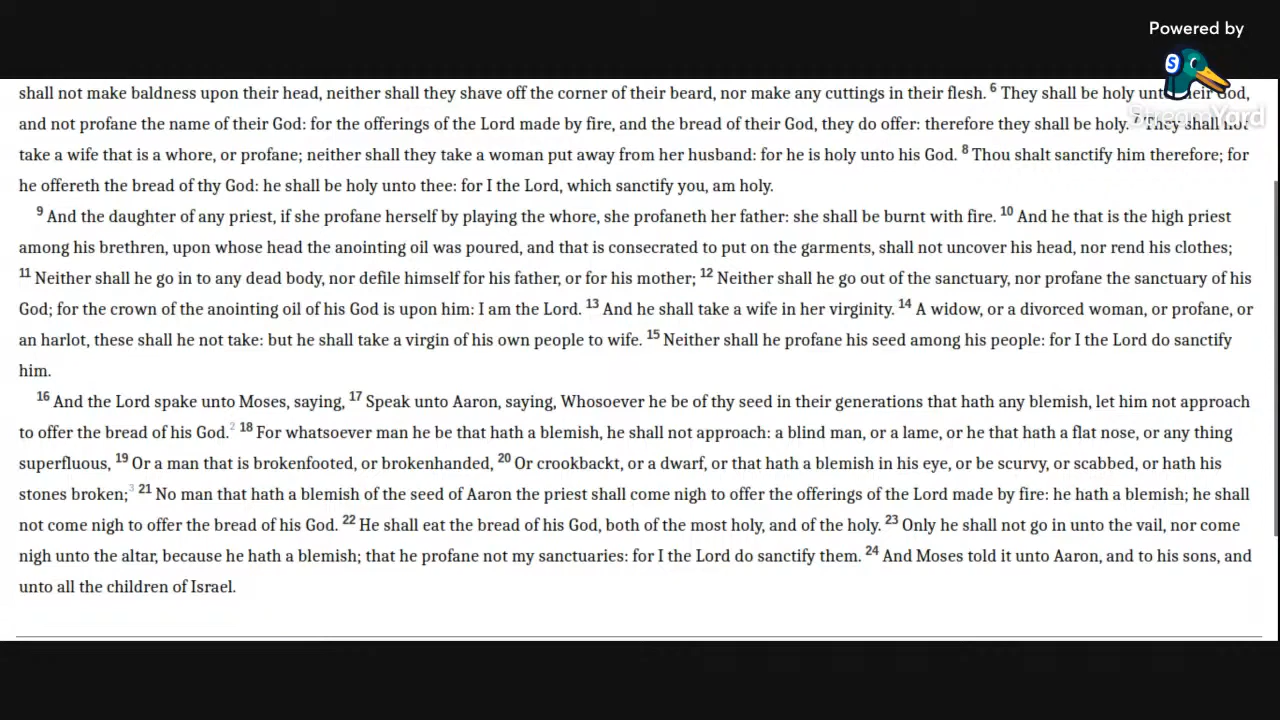 Powered by
StreamYard
shall not make baldness upon their head, neither shall they shave off the corner of their beard, nor make any cuttings in their flesh. 6 They shall be holy unto their God,
and not profane the name of their God: for the offerings of the Lord made by fire, and the bread of their God, they do offer: therefore they shall be holy. 7 They shall not
take a wife that is a whore, or profane; neither shall they take a woman put away from her husband: for he is holy unto his God. 8 Thou shalt sanctify him therefore; for
he offereth the bread of thy God: he shall be holy unto thee: for I the Lord, which sanctify you, am holy.
9 And the daughter of any priest, if she profane herself by playing the whore, she profaneth her father: she shall be burnt with fire. 10 And he that is the high priest
among his brethren, upon whose head the anointing oil was poured, and that is consecrated to put on the garments, shall not uncover his head, nor rend his clothes;
11 Neither shall he go in to any dead body, nor defile himself for his father, or for his mother; 12 Neither shall he go out of the sanctuary, nor profane the sanctuary of his
God; for the crown of the anointing oil of his God is upon him: I am the Lord. 13 And he shall take a wife in her virginity. 14 A widow, or a divorced woman, or profane, or
an harlot, these shall he not take: but he shall take a virgin of his own people to wife. 15 Neither shall he profane his seed among his people: for I the Lord do sanctify
him.
16 And the Lord spake unto Moses, saying, 17 Speak unto Aaron, saying, Whosoever he be of thy seed in their generations that hath any blemish, let him not approach
to offer the bread of his God.2 18 For whatsoever man he be that hath a blemish, he shall not approach: a blind man, or a lame, or he that hath a flat nose, or any thing
superfluous, 19 Or a man that is brokenfooted, or brokenhanded, 20 Or crookbackt, or a dwarf, or that hath a blemish in his eye, or be scurvy, or scabbed, or hath his
stones broken;3 21 No man that hath a blemish of the seed of Aaron the priest shall come nigh to offer the offerings of the Lord made by fire: he hath a blemish; he shall
not come nigh to offer the bread of his God. 22 He shall eat the bread of his God, both of the most holy, and of the holy. 23 Only he shall not go in unto the vail, nor come
nigh unto the altar, because he hath a blemish; that he profane not my sanctuaries: for I the Lord do sanctify them. 24 And Moses told it unto Aaron, and to his sons, and
unto all the children of Israel.